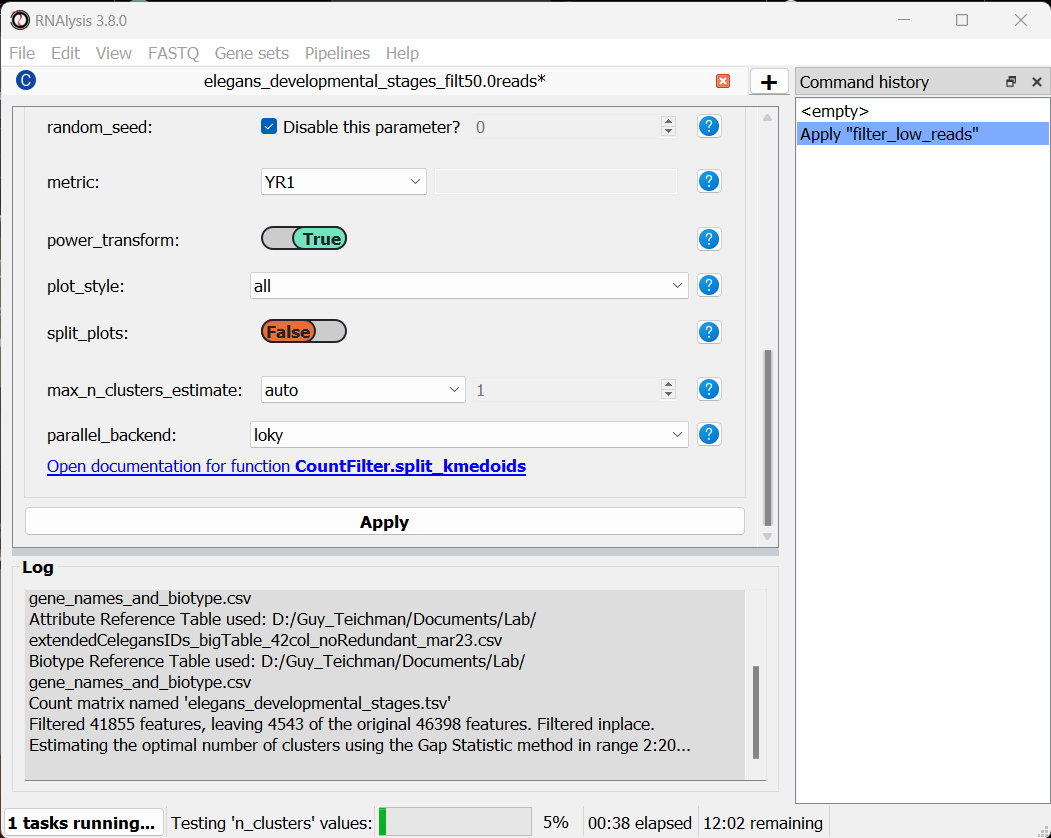 RNAlysis 3.8.0
File Edit View FASTQ Gene sets Pipelines Help
C elegans_developmental_stages_filt50.0reads* +
random_seed: Disable this parameter? 0 ?
metric: YR1 ?
power_transform: True ?
plot_style: all ?
split_plots: False ?
max_n_clusters_estimate: auto 1 ?
parallel_backend: loky ?
Open documentation for function CountFilter.split_kmedoids
Apply
Log
gene_names_and_biotype.csv
Attribute Reference Table used: D:/Guy_Teichman/Documents/Lab/
extendedCelegansIDs_bigTable_42col_noRedundant_mar23.csv
Biotype Reference Table used: D:/Guy_Teichman/Documents/Lab/
gene_names_and_biotype.csv
Count matrix named 'elegans_developmental_stages.tsv'
Filtered 41855 features, leaving 4543 of the original 46398 features. Filtered inplace.
Estimating the optimal number of clusters using the Gap Statistic method in range 2:20...
Command history
<empty>
Apply "filter_low_reads"
1 tasks running... Testing 'n_clusters' values: 5% 00:38 elapsed 12:02 remaining